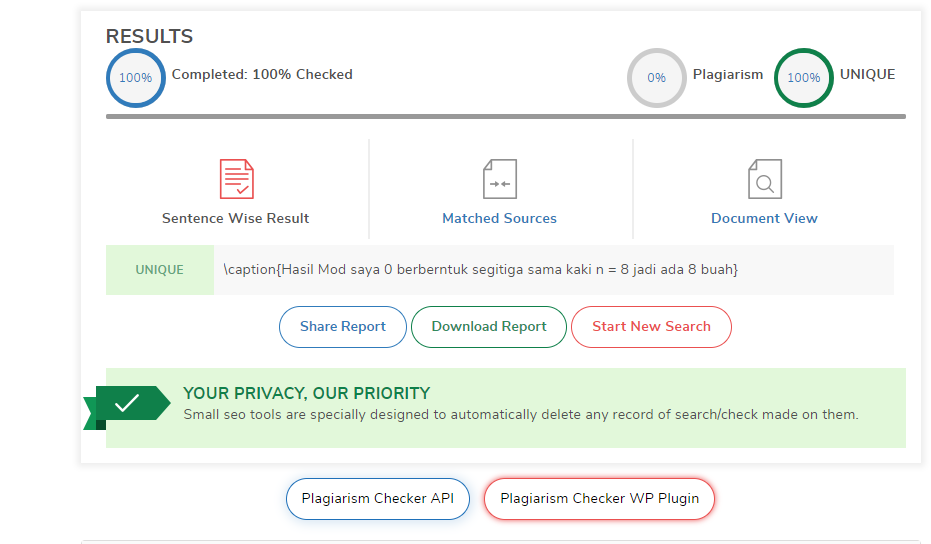 RESULTS
100%
Completed: 100% Checked
0%
Plagiarism
100%
UNIQUE
Sentence Wise Result
Matched Sources
Document View
UNIQUE
\caption{Hasil Mod saya 0 berberntuk segitiga sama kaki n = 8 jadi ada 8 buah}
Share Report
Download Report
Start New Search
YOUR PRIVACY, OUR PRIORITY
Small seo tools are specially designed to automatically delete any record of search/check made on them.
Plagiarism Checker API
Plagiarism Checker WP Plugin